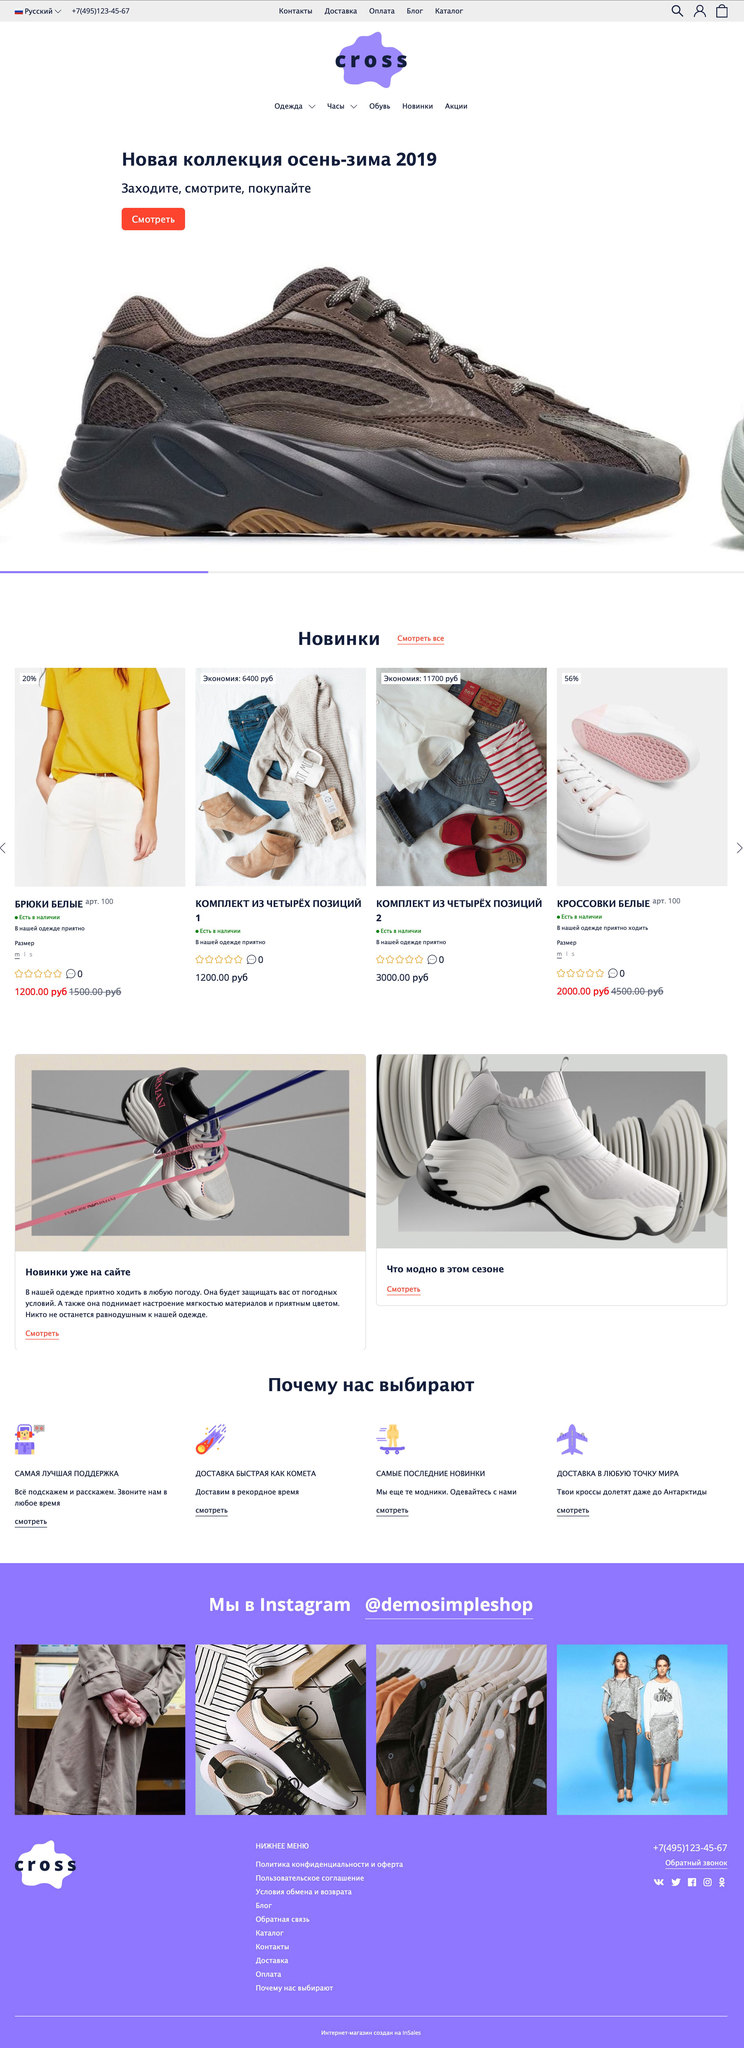 Русский +7(495)123-45-67 Контакты Доставка Оплата Блог Каталог
cross
Одежда Часы Обувь Новинки Акции
Новая коллекция осень-зима 2019
Заходите, смотрите, покупайте
Смотреть
Новинки Смотреть все
20% Экономия: 6400 руб Экономия: 11700 руб 56%
БРЮКИ БЕЛЫЕ арт. 100
Есть в наличии
В нашей одежде приятно
Размер
m l s
0
1200.00 руб 1500.00 руб
КОМПЛЕКТ ИЗ ЧЕТЫРЁХ ПОЗИЦИЙ
1
Есть в наличии
В нашей одежде приятно
0
1200.00 руб
КОМПЛЕКТ ИЗ ЧЕТЫРЁХ ПОЗИЦИЙ
2
Есть в наличии
В нашей одежде приятно
0
3000.00 руб
КРОССОВКИ БЕЛЫЕ арт. 100
Есть в наличии
В нашей одежде приятно ходить
Размер
m l s
0
2000.00 руб 4500.00 руб
Новинки уже на сайте
В нашей одежде приятно ходить в любую погоду. Она будет защищать вас от погодных
условий. А также она поднимает настроение мягкостью материалов и приятным цветом.
Никто не останется равнодушным к нашей одежде.
Смотреть
Что модно в этом сезоне
Смотреть
Почему нас выбирают
САМАЯ ЛУЧШАЯ ПОДДЕРЖКА
Всё подскажем и расскажем. Звоните нам в
любое время
смотреть
ДОСТАВКА БЫСТРАЯ КАК КОМЕТА
Доставим в рекордное время
смотреть
САМЫЕ ПОСЛЕДНИЕ НОВИНКИ
Мы еще те модники. Одевайтесь с нами
смотреть
ДОСТАВКА В ЛЮБУЮ ТОЧКУ МИРА
Твои кроссы долетят даже до Антарктиды
смотреть
Мы в Instagram @demosimpleshop
cross
НИЖНЕЕ МЕНЮ
Политика конфиденциальности и оферта
Пользовательское соглашение
Условия обмена и возврата
Блог
Обратная связь
Каталог
Контакты
Доставка
Оплата
Почему нас выбирают
+7(495)123-45-67
Обратный звонок
Интернет-магазин создан на InSales